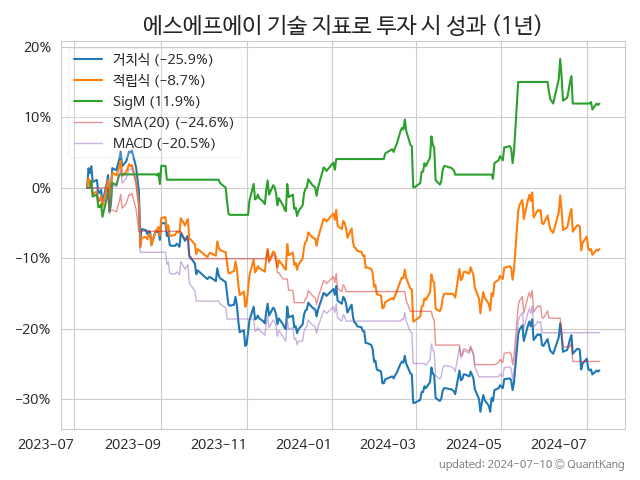 에스에프에이 기술 지표로 투자 시 성과 (1년)
20%
10%
0%
−10%
−20%
−30%
거치식 (−25.9%)
적립식 (−8.7%)
SigM (11.9%)
SMA(20) (−24.6%)
MACD (−20.5%)
2023-07
2023-09
2023-11
2024-01
2024-03
2024-05
2024-07
updated: 2024-07-10 © QuantKang